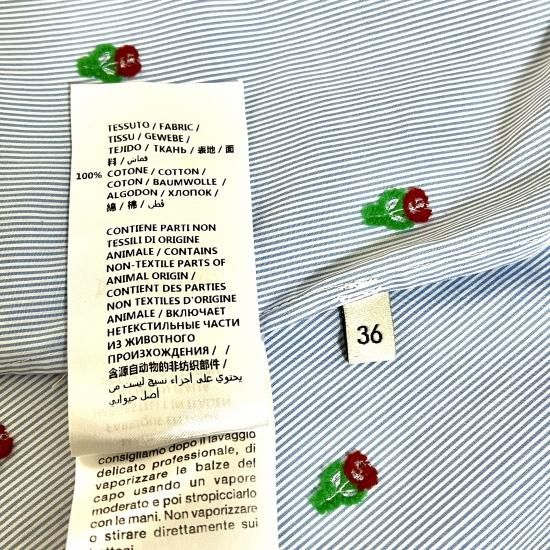 TESSUTO / FABRIC /
TISSU / GEWEBE /
TEJIDO / ТКАНЬ / 表地 / 面
料 / قماش /
100% COTONE / COTTON /
COTON / BAUMWOLLE /
ALGODON / ХЛОПОК /
綿 / 棉 / قطن /
CONTIENE PARTI NON
TESSILI DI ORIGINE
ANIMALE / CONTAINS
NON-TEXTILE PARTS OF
ANIMAL ORIGIN /
CONTIENT DES PARTIES
NON TEXTILES D'ORIGINE
ANIMALE / ВКЛЮЧАЕТ
НЕТЕКСТИЛЬНЫЕ ЧАСТИ
ИЗ ЖИВОТНОГО
ПРОИЗХОЖДЕНИЯ / /
含源自动物的非纺织部件 /
يحتوي على أجزاء نسيج ليست من
أصل حيواني
36
consigliamo dopo il lavaggio
delicato professionale, di
vaporizzare le balze del
capo usando un vapore
moderato e poi stropicciarlo
con le mani. Non vaporizzare
o stirare direttamente sui